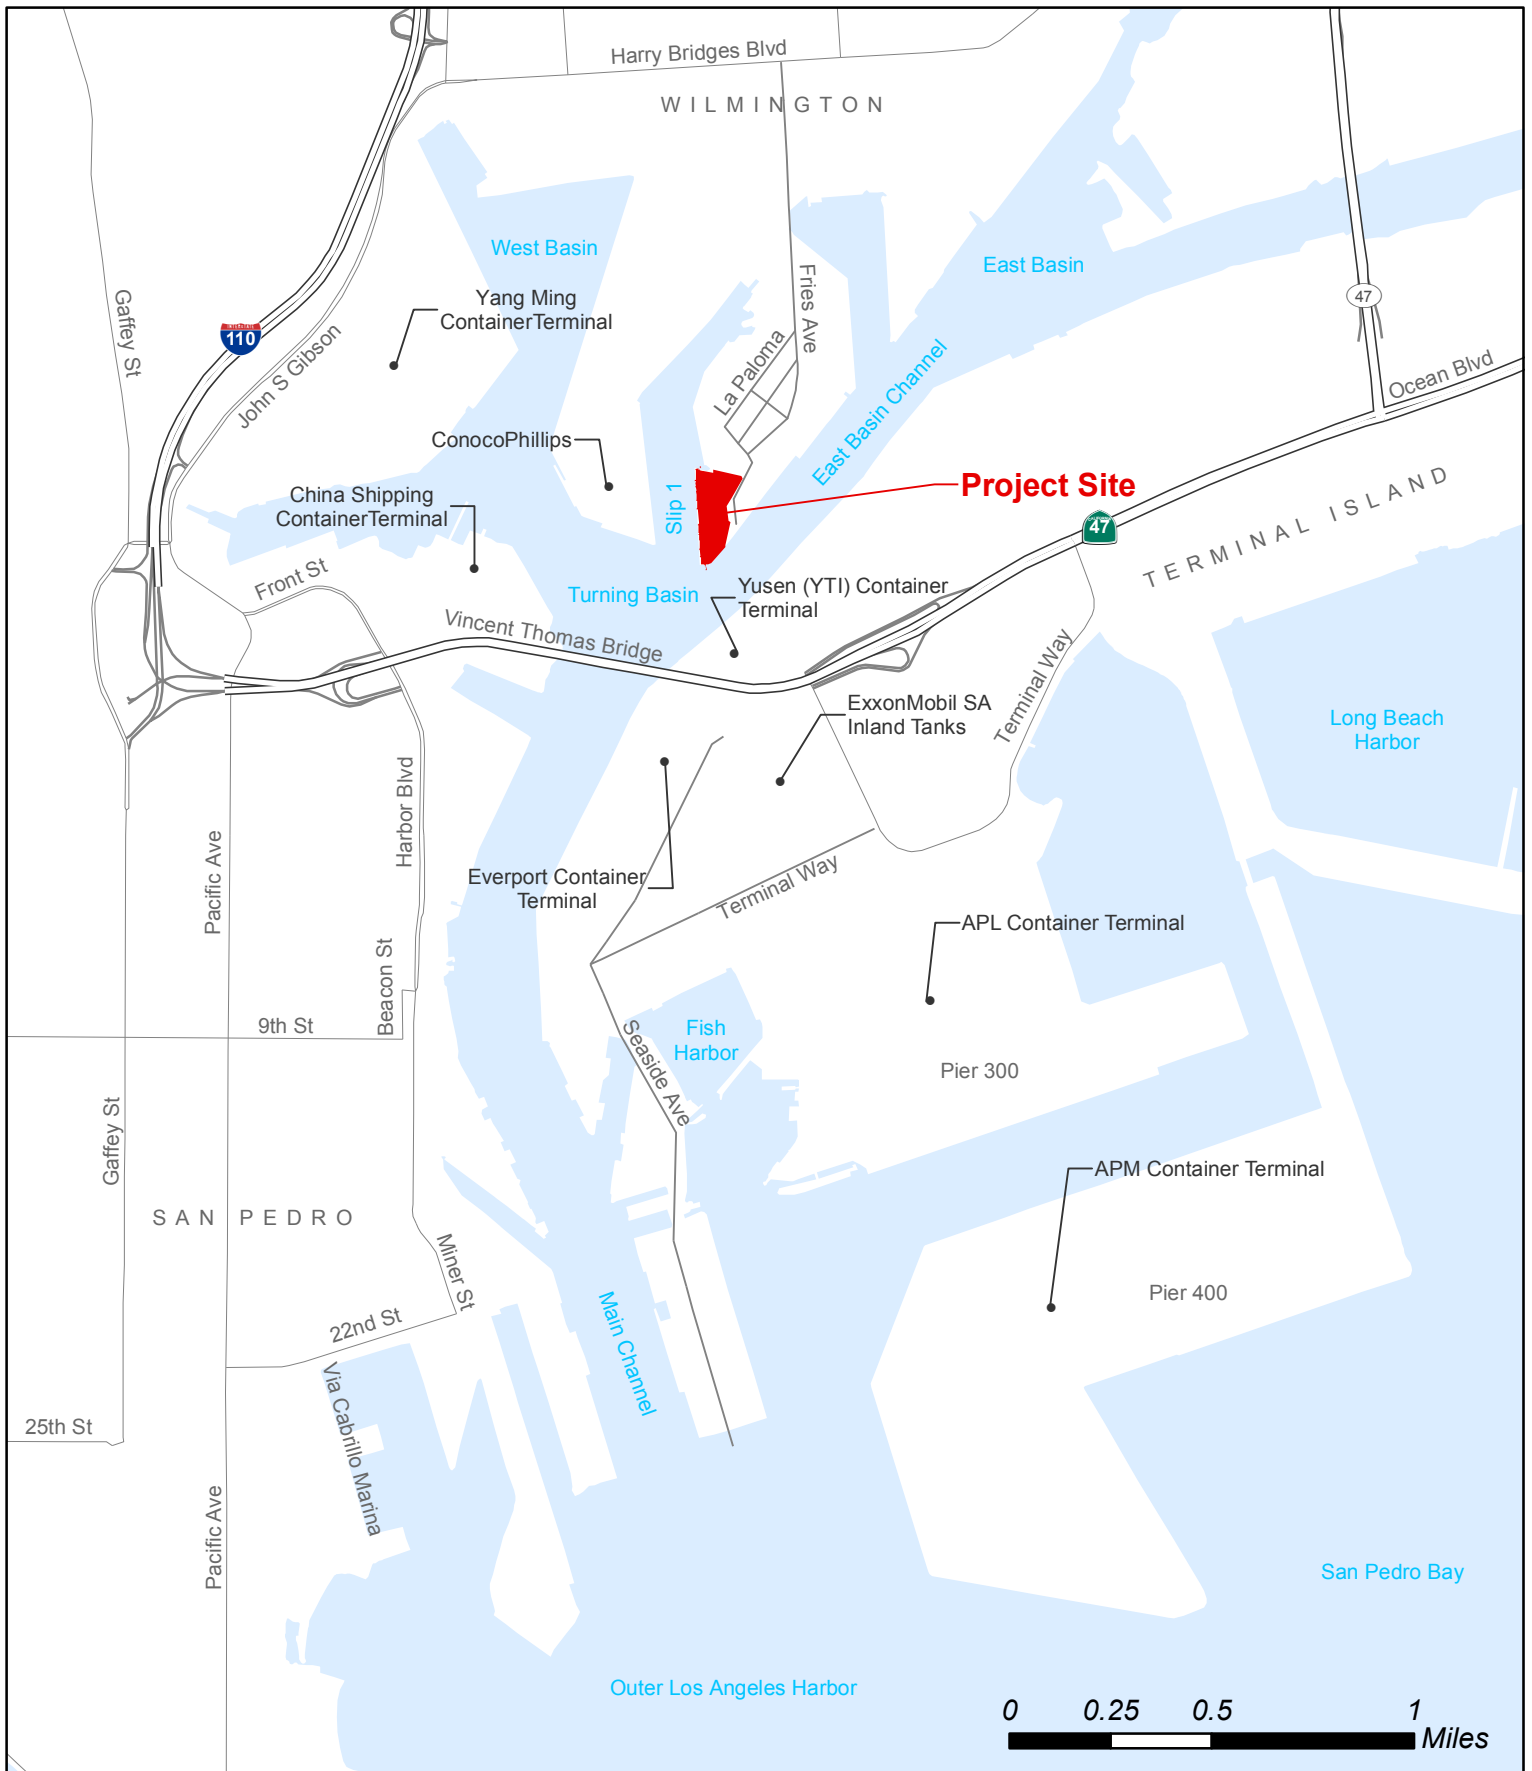 Harry Bridges Blvd
WILMINGTON
West Basin
East Basin
Fries Ave
Gaffey St
INTERSTATE
110
John S Gibson
Yang Ming
ContainerTerminal
47
La Paloma
East Basin Channel
Ocean Blvd
ConocoPhillips
Slip 1
Project Site
China Shipping
ContainerTerminal
47
TERMINAL ISLAND
Front St
Turning Basin
Yusen (YTI) Container
Terminal
Vincent Thomas Bridge
Terminal Way
ExxonMobil SA
Inland Tanks
Long Beach
Harbor
Harbor Blvd
Pacific Ave
Everport Container
Terminal
Terminal Way
APL Container Terminal
Beacon St
9th St
Seaside Ave
Fish
Harbor
Pier 300
Gaffey St
APM Container Terminal
SAN PEDRO
Miner St
Pier 400
22nd St
Main Channel
Via Cabrillo Marina
25th St
Pacific Ave
San Pedro Bay
Outer Los Angeles Harbor
0 0.25 0.5 1
Miles